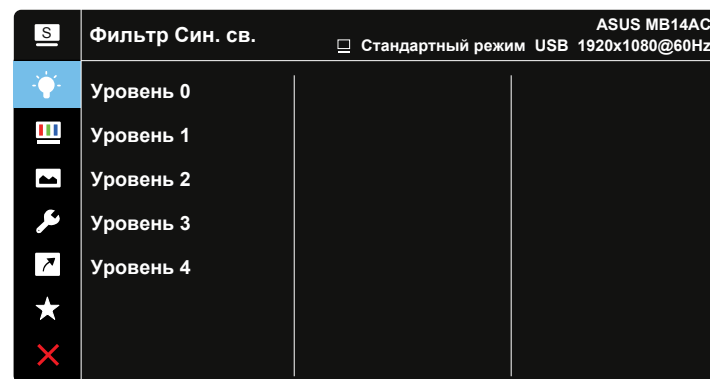 S
Фильтр Син. св.
ASUS MB14AC
Стандартный режим USB 1920x1080@60Hz
Уровень 0
Уровень 1
Уровень 2
Уровень 3
Уровень 4